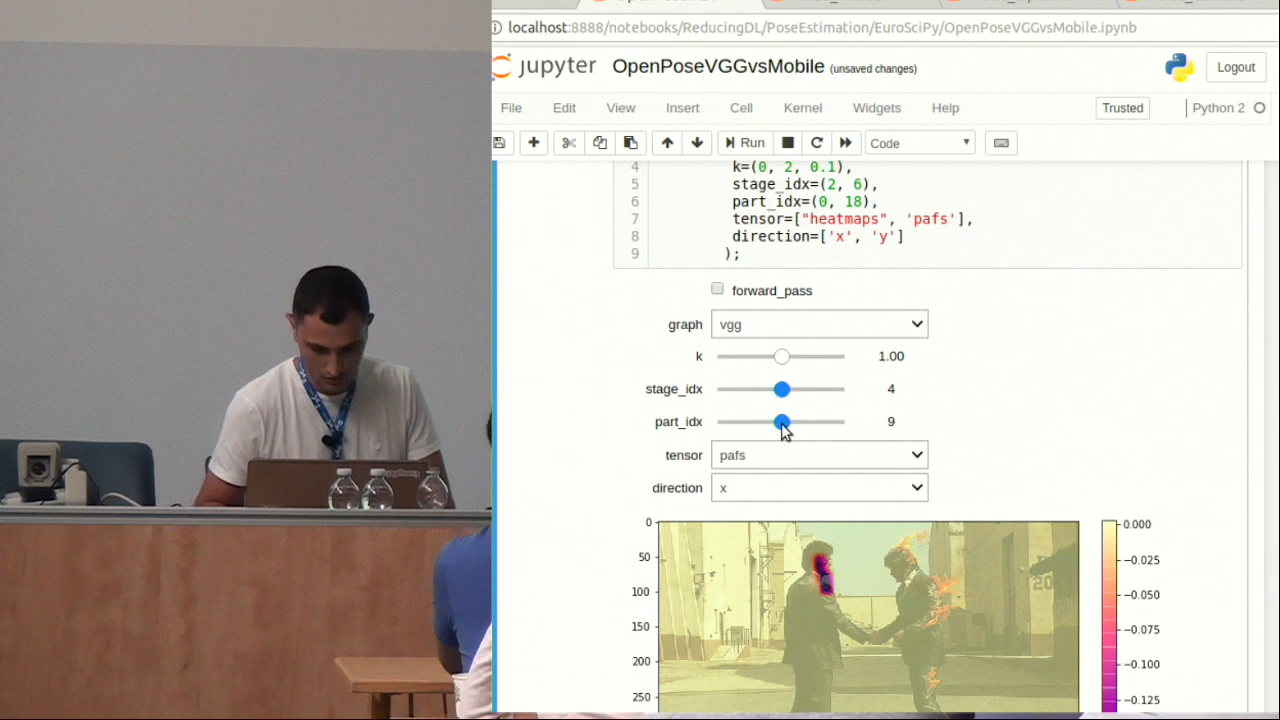 localhost:8888/notebooks/ReducingDL/PoseEstimation/EuroSciPy/OpenPoseVGGvsMobile.ipynb
jupyter OpenPoseVGGvsMobile (unsaved changes) Logout
File Edit View Insert Cell Kernel Widgets Help Trusted Python 2
Run Code
4 k=(0, 2, 0.1),
5 stage_idx=(2, 6),
6 part_idx=(0, 18),
7 tensor=["heatmaps", 'pafs'],
8 direction=['x', 'y']
9 );
forward_pass
graph vgg
k 1.00
stage_idx 4
part_idx 9
tensor pafs
direction x
0 0.000
50 −0.025
100 −0.050
150 −0.075
200 −0.100
250 −0.125
20